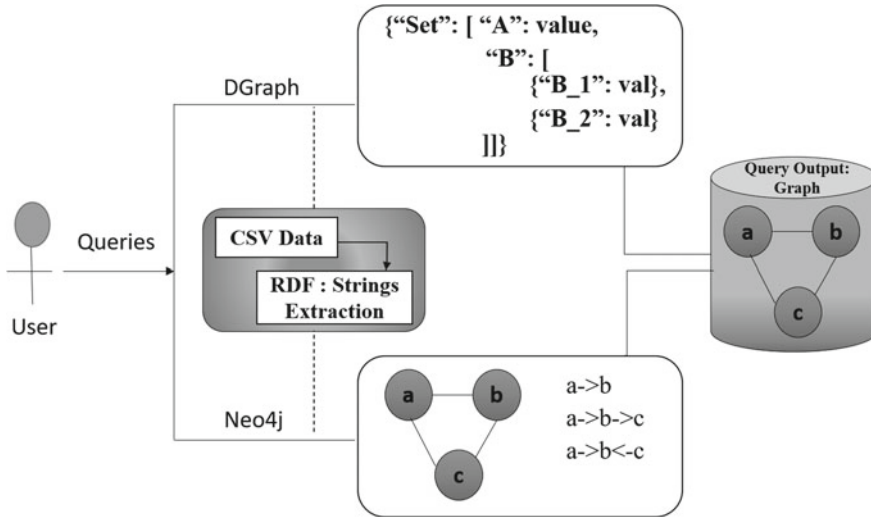 {“Set”: [ “A”: value,
“B”: [
{“B_1”: val},
{“B_2”: val}
]]}
DGraph
Query Output:
Graph
a b
c
Queries
CSV Data
RDF : Strings
Extraction
User
Neo4j
a b
c
a->b
a->b->c
a->b<-c